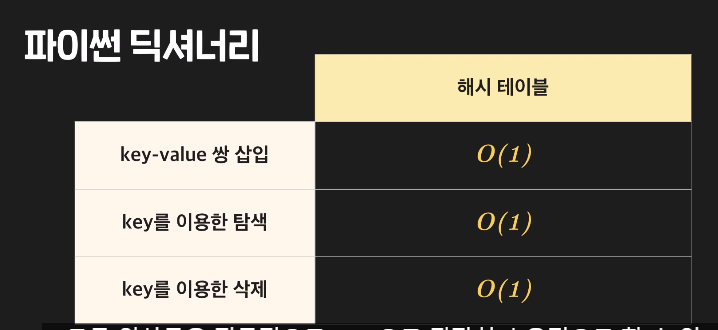 파이썬 딕셔너리
해시 테이블
key-value 쌍 삽입 O(1)
key를 이용한 탐색 O(1)
key를 이용한 삭제 O(1)